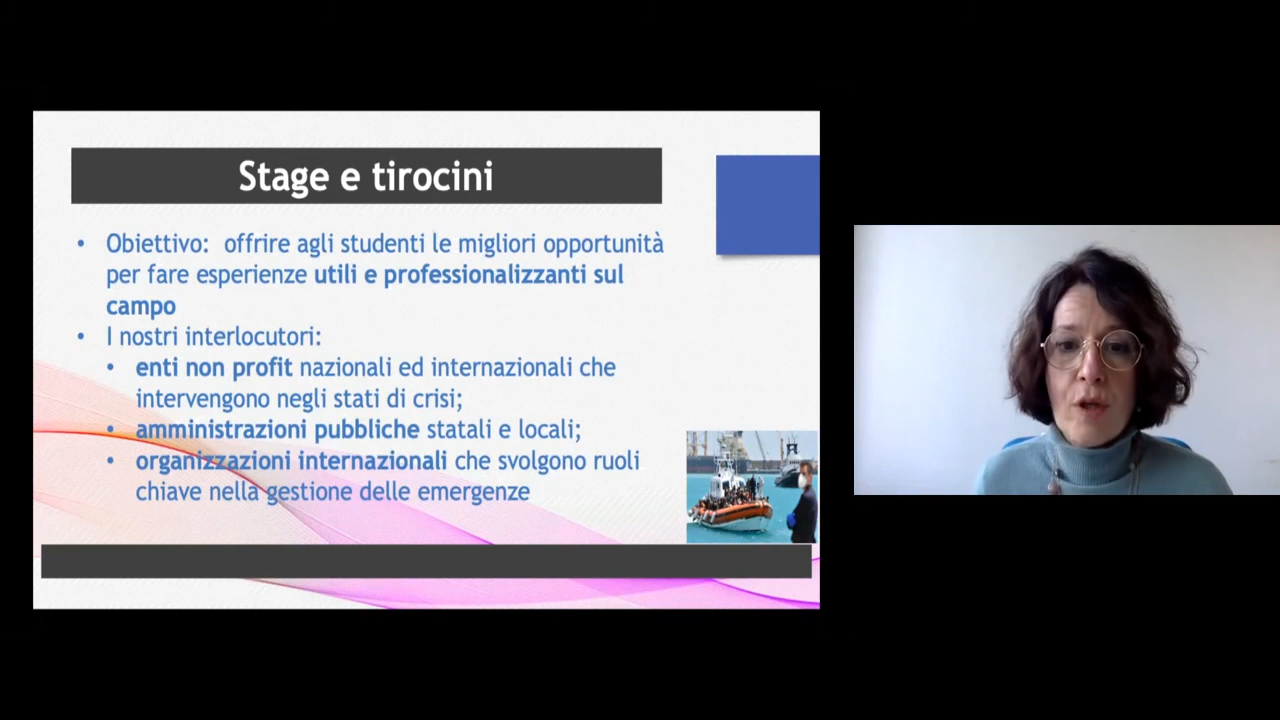 Stage e tirocini
• Obiettivo:  offrire agli studenti le migliori opportunità
per fare esperienze utili e professionalizzanti sul
campo
• I nostri interlocutori:
• enti non profit nazionali ed internazionali che
intervengono negli stati di crisi;
• amministrazioni pubbliche statali e locali;
• organizzazioni internazionali che svolgono ruoli
chiave nella gestione delle emergenze